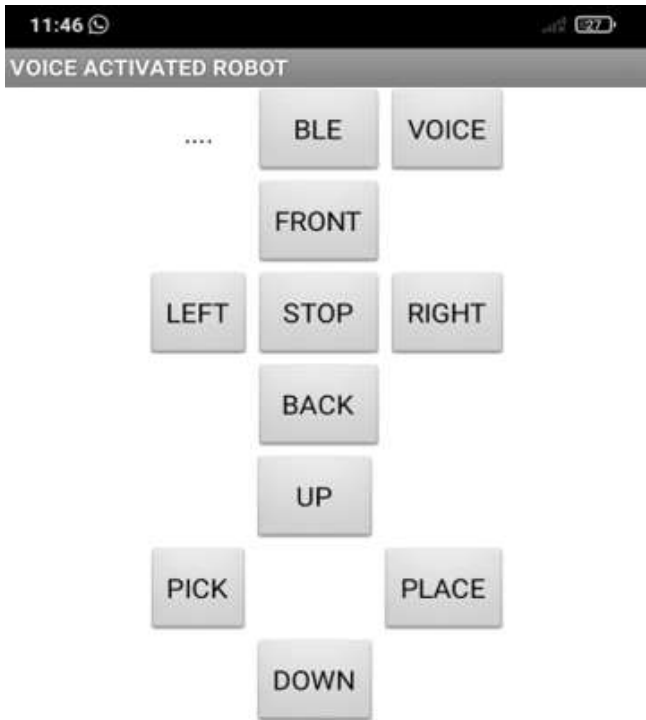 11:46 27
VOICE ACTIVATED ROBOT
.... BLE VOICE
FRONT
LEFT STOP RIGHT
BACK
UP
PICK PLACE
DOWN